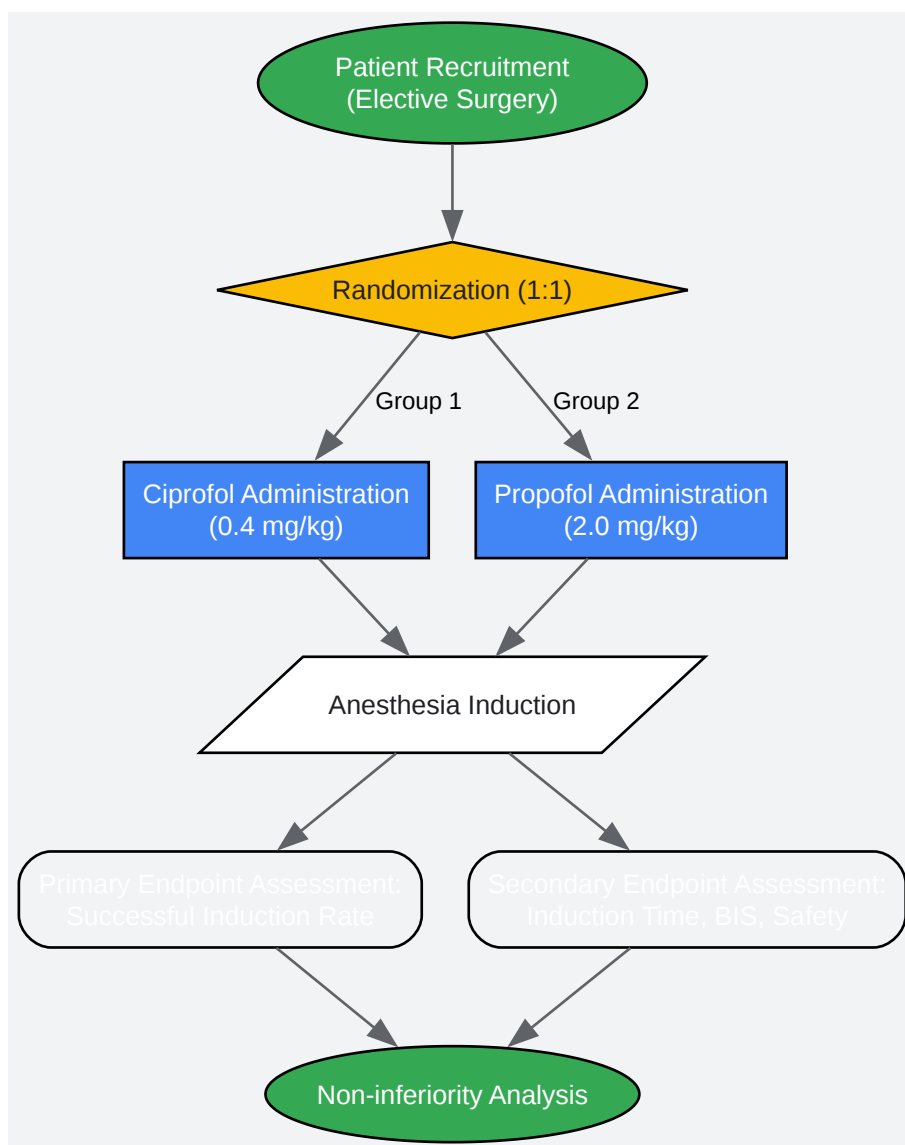 Patient Recruitment
(Elective Surgery)
Randomization (1:1)
Group 1
Group 2
Ciprofol Administration
(0.4 mg/kg)
Propofol Administration
(2.0 mg/kg)
Anesthesia Induction
Primary Endpoint Assessment:
Successful Induction Rate
Secondary Endpoint Assessment:
Induction Time, BIS, Safety
Non-inferiority Analysis